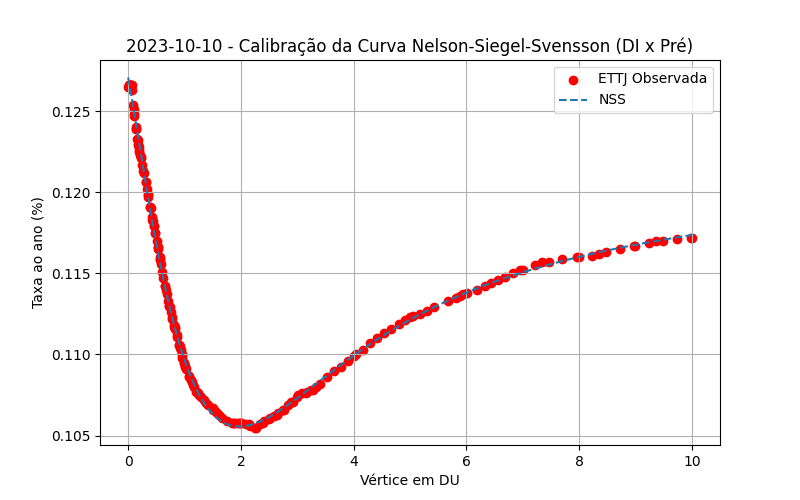 2023-10-10 - Calibração da Curva Nelson-Siegel-Svensson (DI x Pré)
ETTJ Observada
NSS
Taxa ao ano (%)
0.125
0.120
0.115
0.110
0.105
0
2
4
6
8
10
Vértice em DU